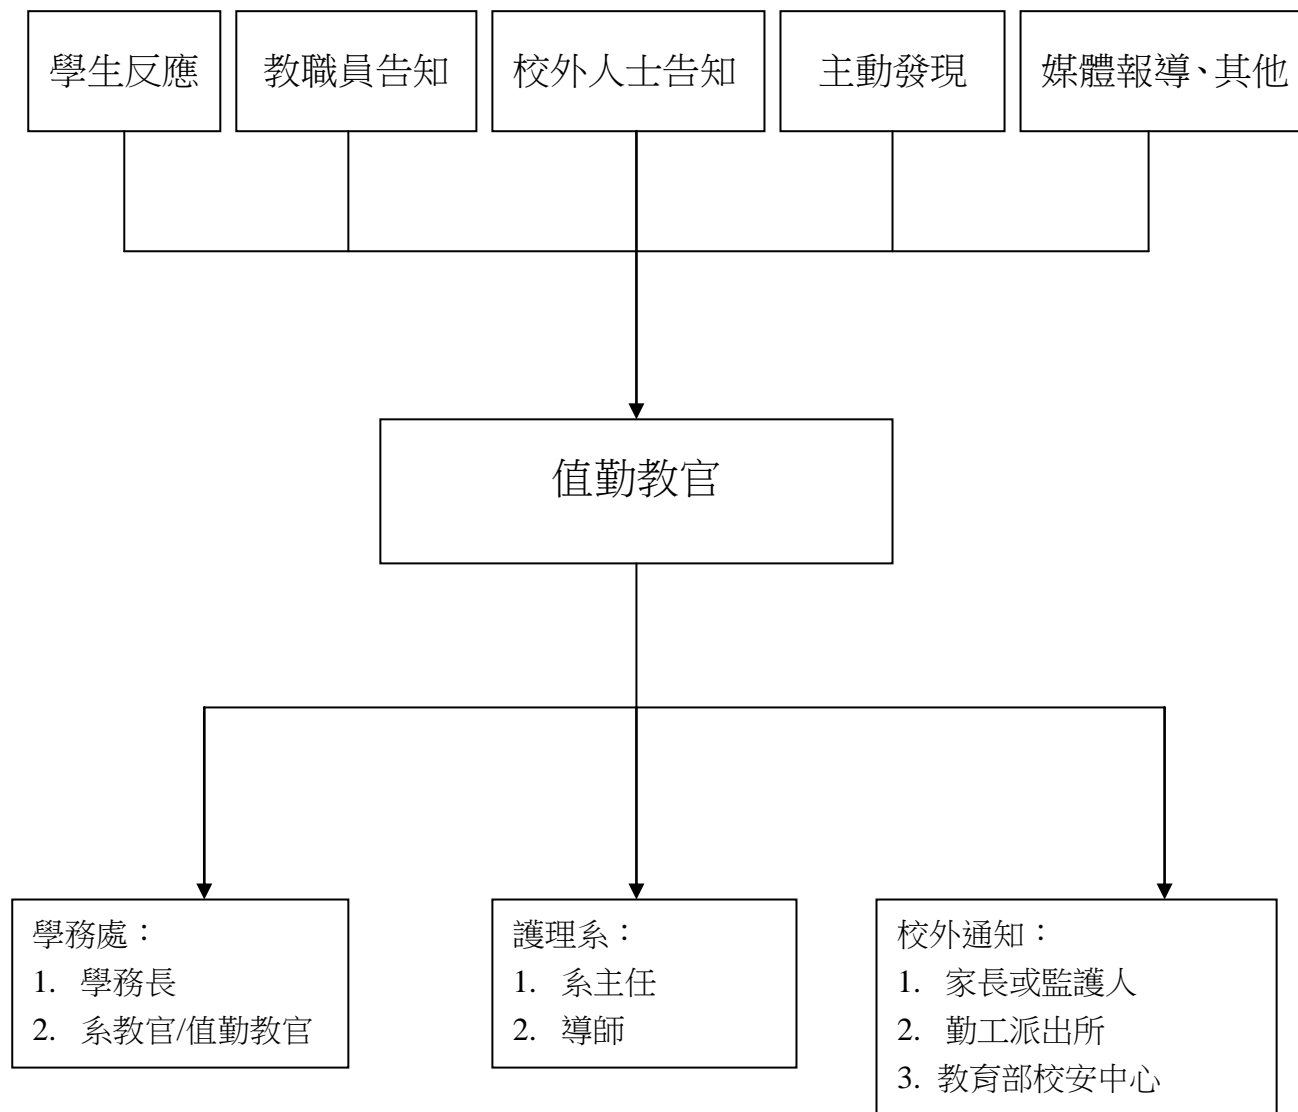 學生反應
教職員告知
校外人士告知
主動發現
媒體報導、其他
值勤教官
學務處：
1. 學務長
2. 系教官/值勤教官
護理系：
1. 系主任
2. 導師
校外通知：
1. 家長或監護人
2. 勤工派出所
3. 教育部校安中心